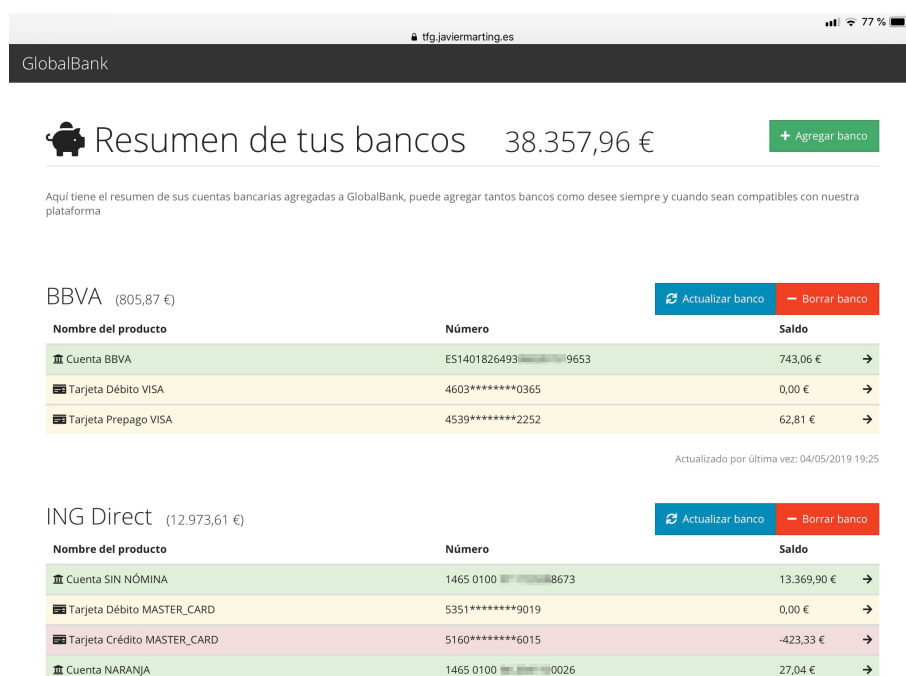 77 %
tfg.javiermarting.es
GlobalBank
Resumen de tus bancos 38.357,96 €
Agregar banco
Aquí tiene el resumen de sus cuentas bancarias agregadas a GlobalBank, puede agregar tantos bancos como desee siempre y cuando sean compatibles con nuestra
plataforma
BBVA (805,87 €)
Actualizar banco
Borrar banco
Nombre del producto Número Saldo
Cuenta BBVA ES1401826493 9653 743,06 €
Tarjeta Débito VISA 4603********0365 0,00 €
Tarjeta Prepago VISA 4539********2252 62,81 €
Actualizado por última vez: 04/05/2019 19:25
ING Direct (12.973,61 €)
Actualizar banco
Borrar banco
Nombre del producto Número Saldo
Cuenta SIN NÓMINA 1465 0100 8673 13.369,90 €
Tarjeta Débito MASTER_CARD 5351********9019 0,00 €
Tarjeta Crédito MASTER_CARD 5160********6015 -423,33 €
Cuenta NARANJA 1465 0100 0026 27,04 €